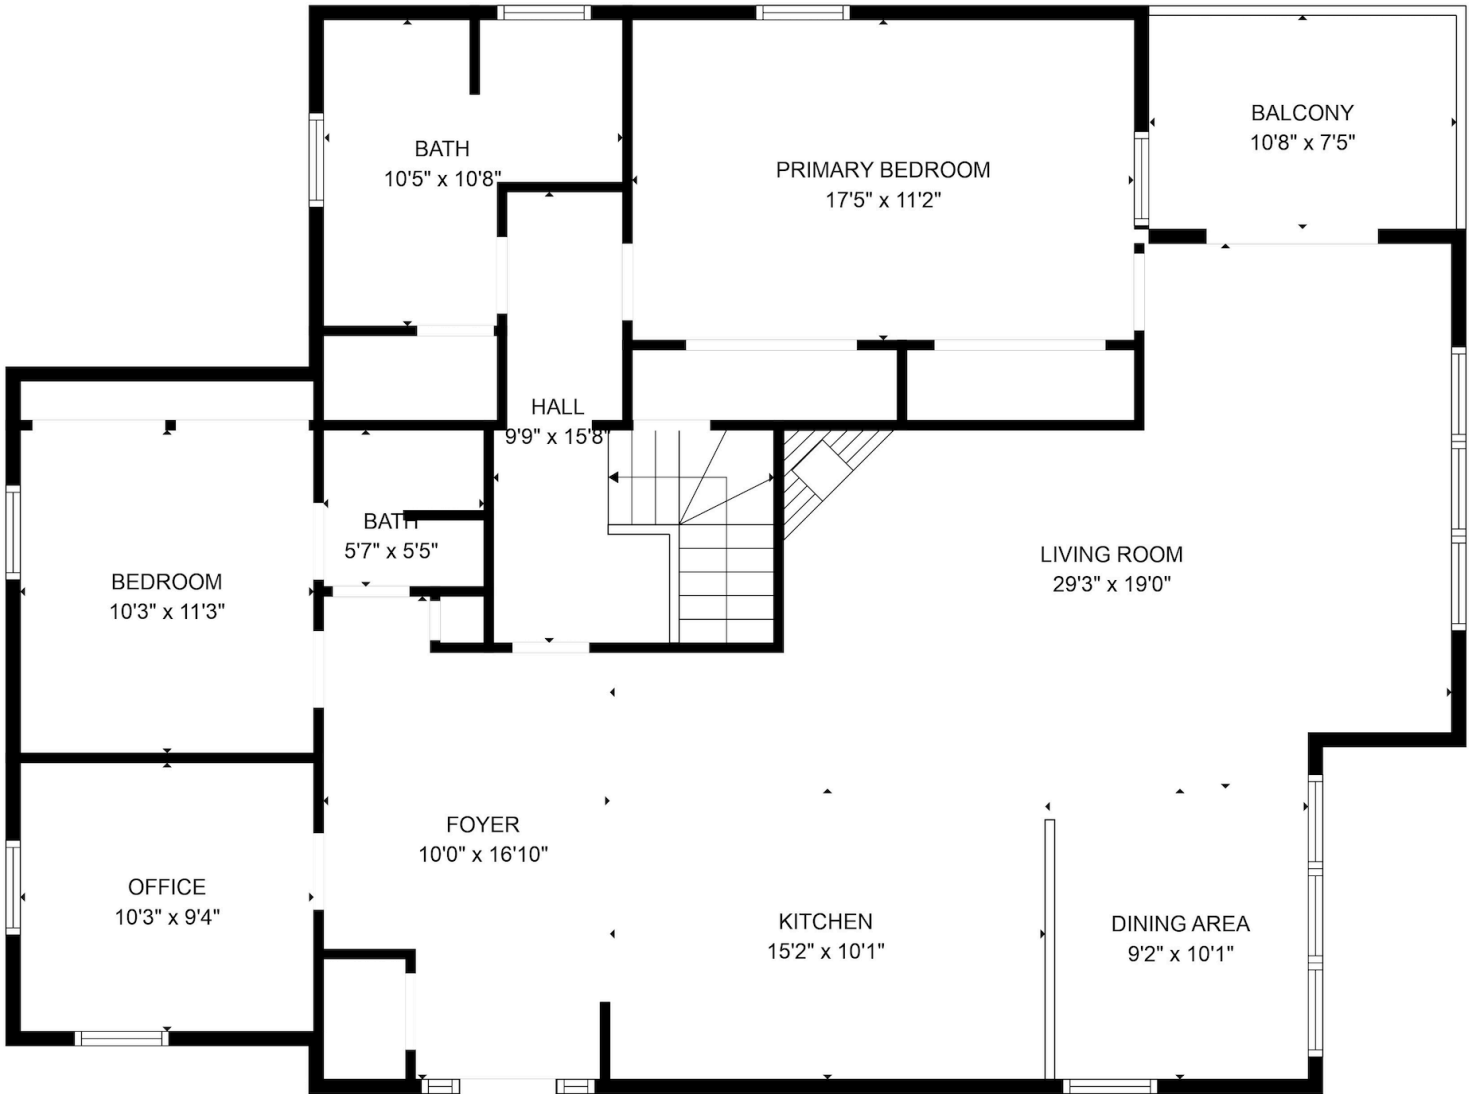 BALCONY
10'8" x 7'5"
BATH
10'5" x 10'8"
PRIMARY BEDROOM
17'5" x 11'2"
HALL
9'9" x 15'8"
BATH
5'7" x 5'5"
LIVING ROOM
29'3" x 19'0"
BEDROOM
10'3" x 11'3"
FOYER
10'0" x 16'10"
OFFICE
10'3" x 9'4"
KITCHEN
15'2" x 10'1"
DINING AREA
9'2" x 10'1"